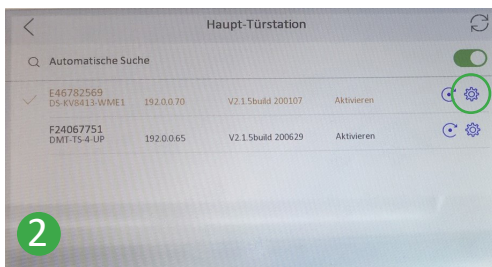 Haupt-Türstation
Automatische Suche
E46782569
DS-KV8413-WME1 192.0.0.70 V2.1.5build 200107 Aktivieren
F24067751
DMT-TS-4-UP 192.0.0.65 V2.1.5build 200629 Aktivieren
2